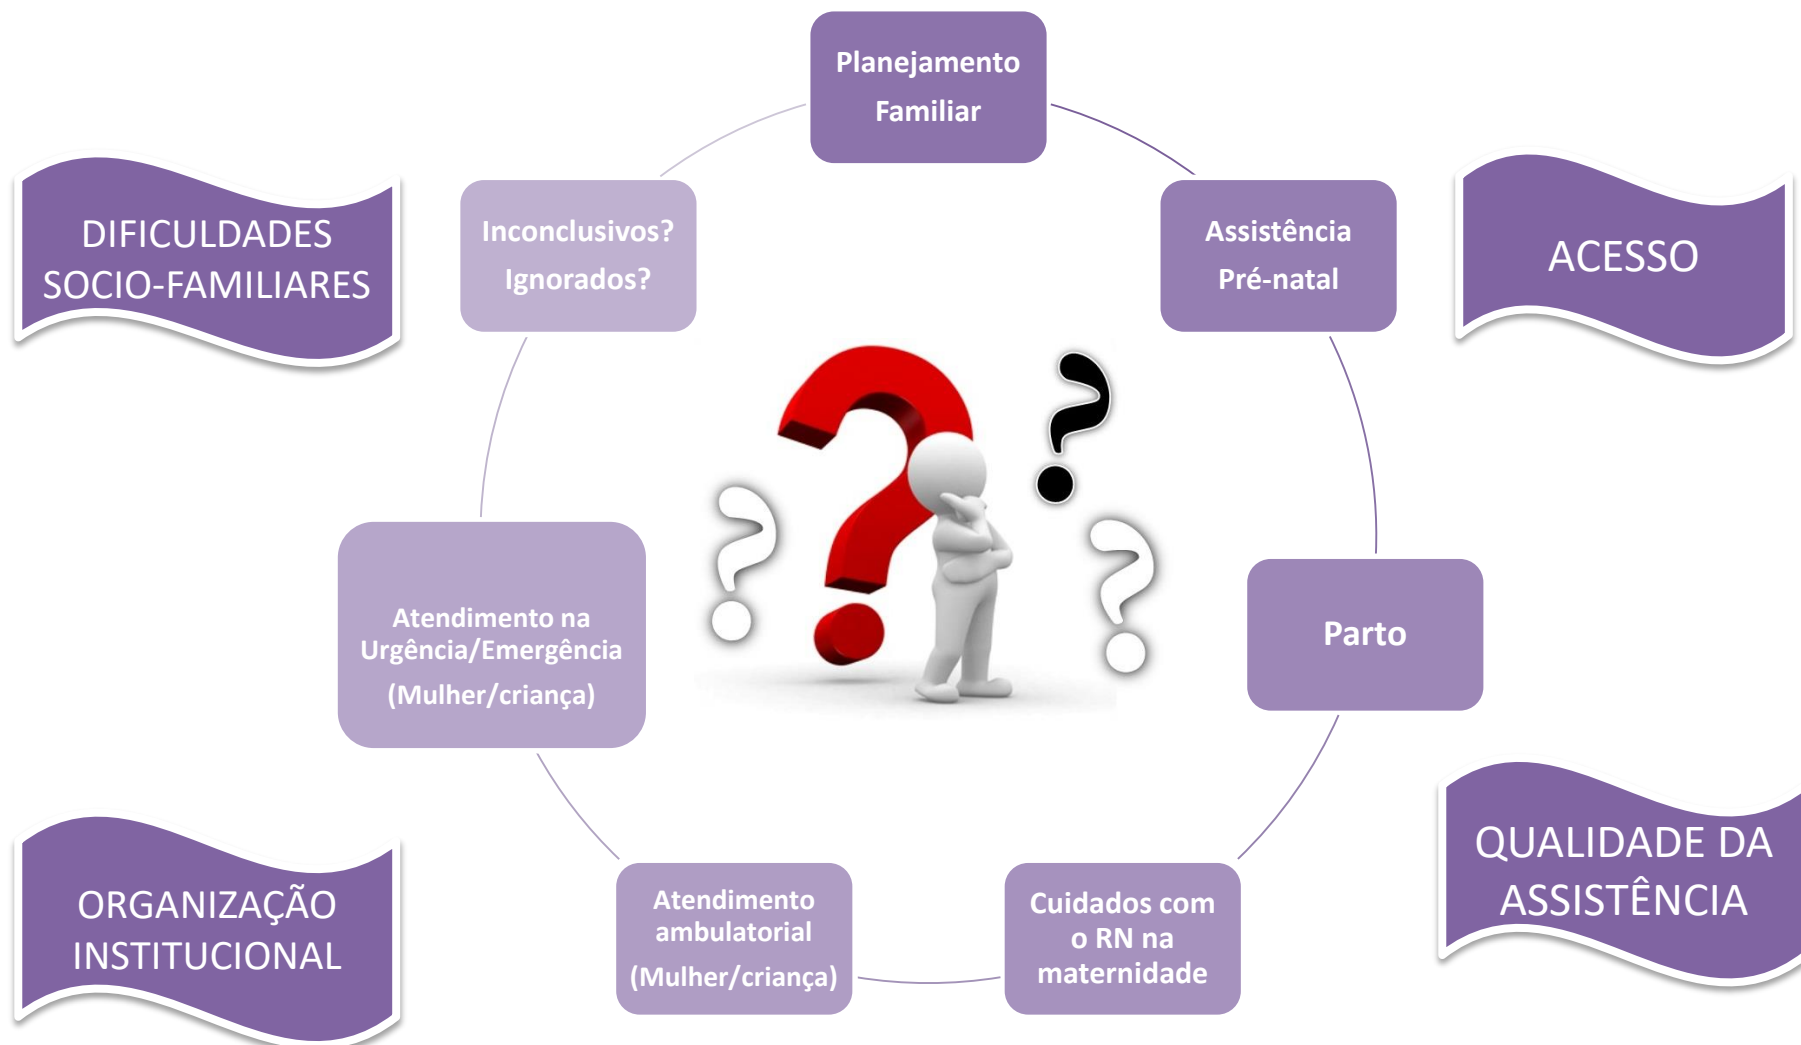 Planejamento
Familiar
DIFICULDADES
SOCIO-FAMILIARES
Inconclusivos?
Ignorados?
Assistência
Pré-natal
ACESSO
Atendimento na
Urgência/Emergência
(Mulher/criança)
Parto
ORGANIZAÇÃO
INSTITUCIONAL
Atendimento
ambulatorial
(Mulher/criança)
Cuidados com
o RN na
maternidade
QUALIDADE DA
ASSISTÊNCIA